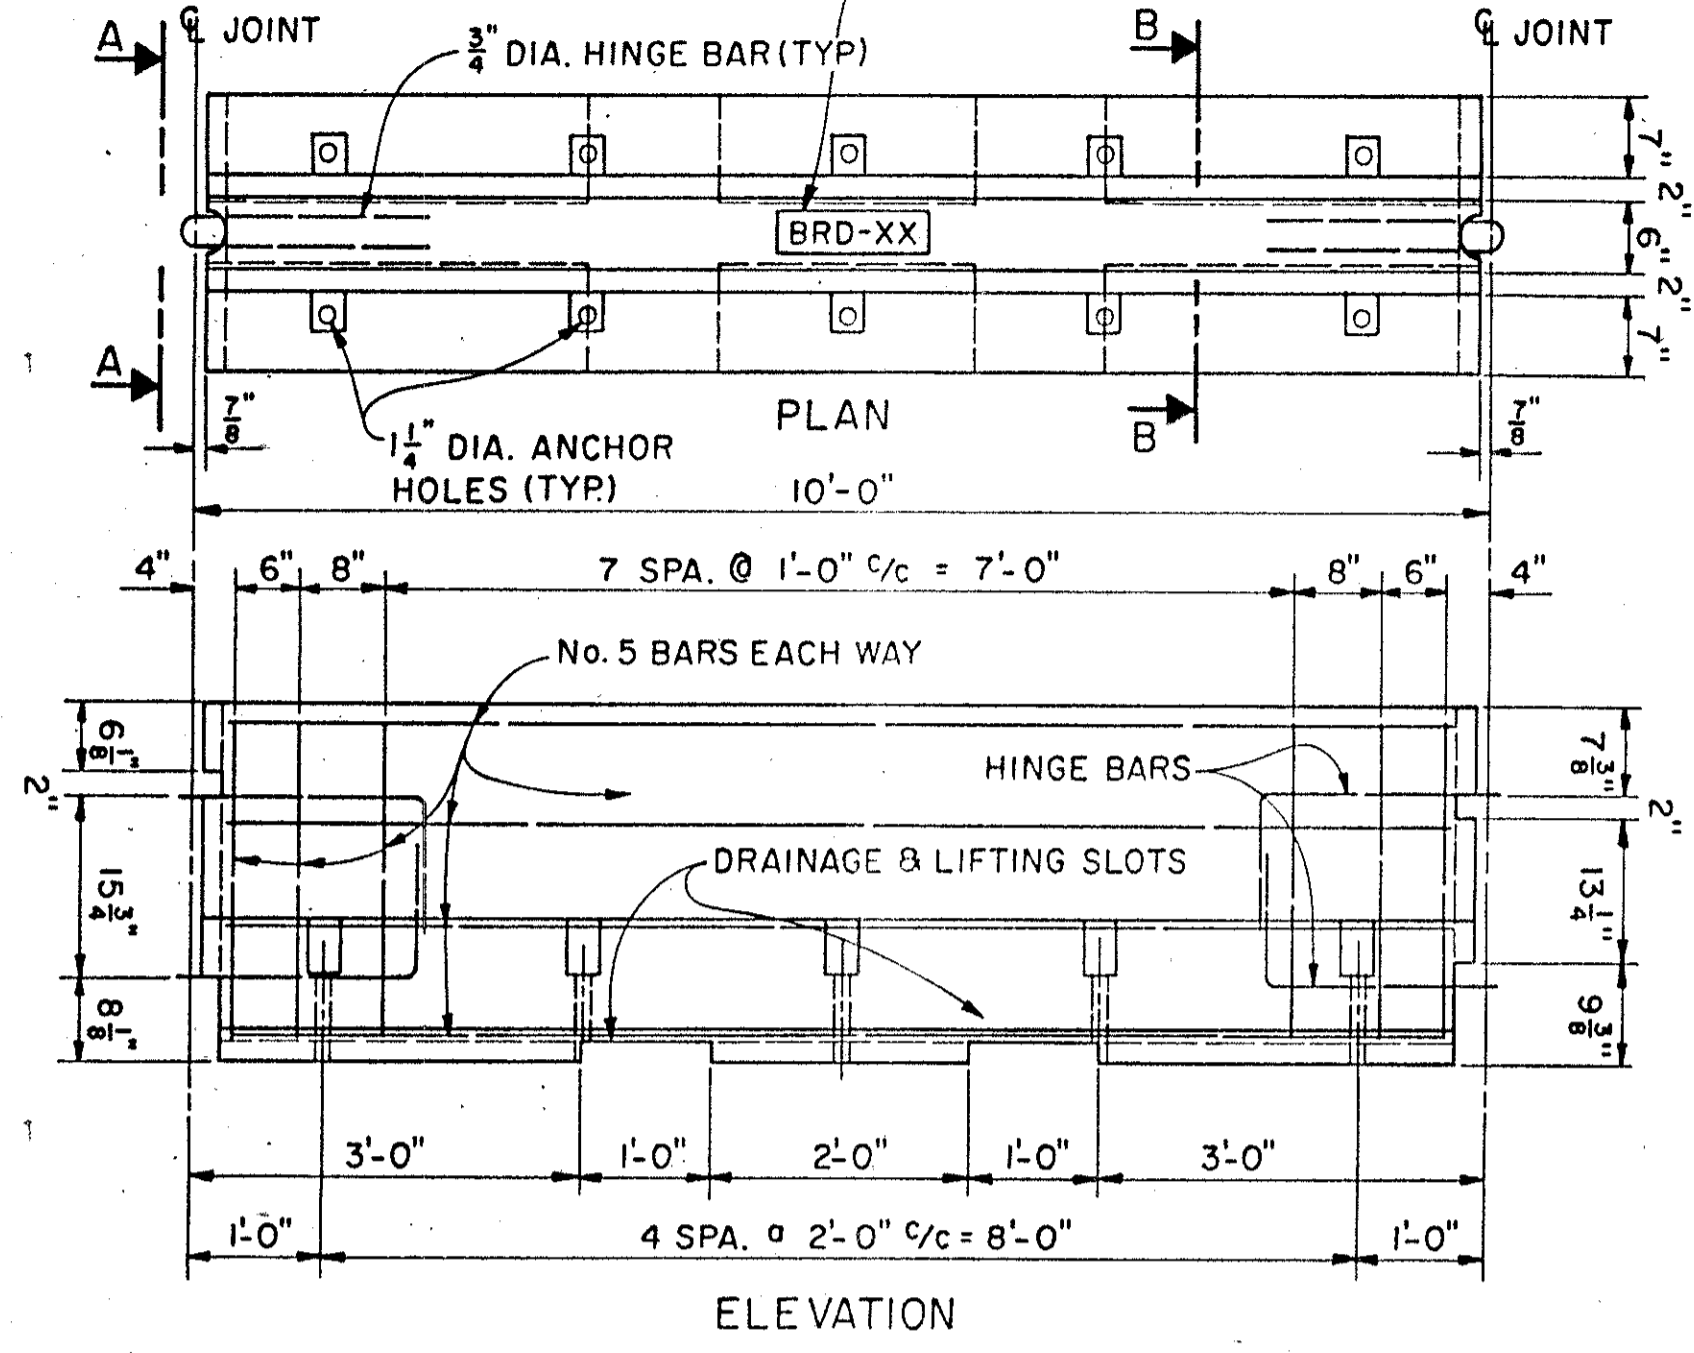 A ℄ JOINT B ℄ JOINT
3/4" DIA. HINGE BAR (TYP)
7"
2"
BRD-XX 6"
2"
7"
A
7/8" PLAN B 7/8"
1 1/4" DIA. ANCHOR
HOLES (TYP.) 10'-0"
4" 6" 8" 7 SPA. @ 1'-0" c/c = 7'-0" 8" 6" 4"
No. 5 BARS EACH WAY
6 1/8" HINGE BARS 7 3/8"
2" 2"
DRAINAGE & LIFTING SLOTS
15 3/4" 13 1/4"
8 1/8" 9 3/8"
3'-0" 1'-0" 2'-0" 1'-0" 3'-0"
1'-0" 4 SPA. @ 2'-0" c/c = 8'-0" 1'-0"
ELEVATION